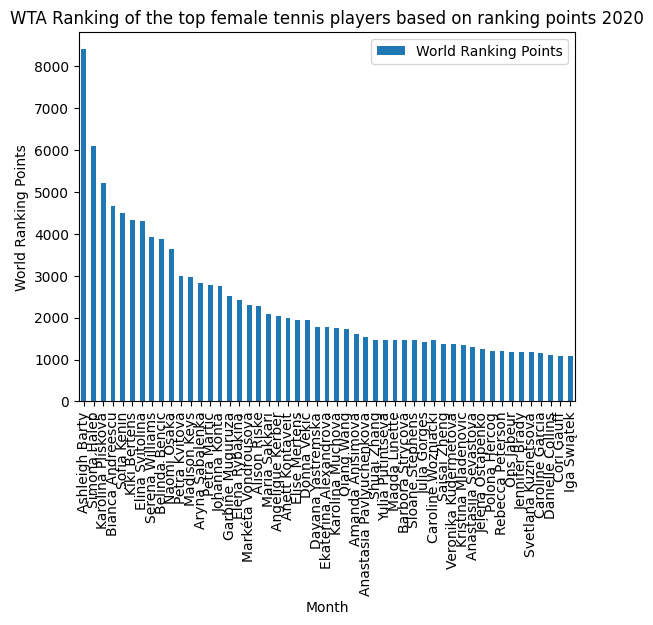 WTA Ranking of the top female tennis players based on ranking points 2020
World Ranking Points
World Ranking Points
8000
7000
6000
5000
4000
3000
2000
1000
0
Ashleigh Barty
Simona Halep
Karolína Plíšková
Bianca Andreescu
Sofia Kenin
Kiki Bertens
Elina Svitolina
Serena Williams
Belinda Bencic
Naomi Osaka
Petra Kvitova
Madison Keys
Aryna Sabalenka
Petra Martic
Johanna Konta
Garbiñe Muguruza
Elena Rybakina
Markéta Vondroušová
Alison Riske
Maria Sakkari
Angelique Kerber
Anett Kontaveit
Elise Mertens
Donna Vekic
Dayana Yastremska
Ekaterina Alexandrova
Karolina Muchova
Qiang Wang
Amanda Anisimova
Anastasia Pavlyuchenkova
Shuai Zhang
Yulia Putintseva
Magda Linette
Barbora Strycova
Sloane Stephens
Julia Görges
Caroline Wozniacki
Saisai Zheng
Veronika Kudermetova
Kristina Mladenovic
Anastasija Sevastova
Jelena Ostapenko
Polona Hercog
Rebecca Peterson
Ons Jabeur
Jennifer Brady
Svetlana Kuznetsova
Caroline Garcia
Danielle Collins
Cori Gauff
Iga Swiątek
Month